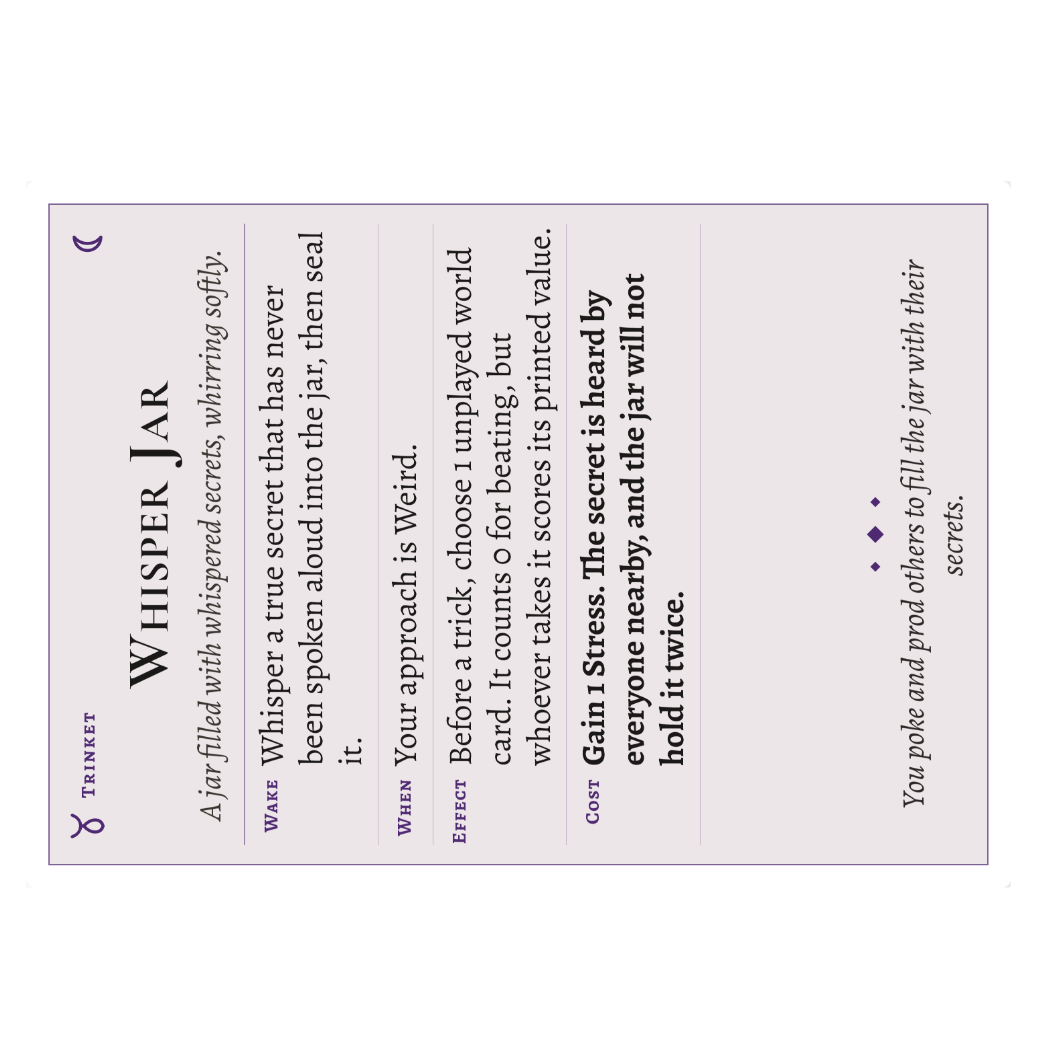 Trinket
Whisper Jar
A jar filled with whispered secrets, whirring softly.
Wake Whisper a true secret that has never
been spoken aloud into the jar, then seal
it.
When Your approach is Weird.
Effect Before a trick, choose 1 unplayed world
card. It counts 0 for beating, but
whoever takes it scores its printed value.
Cost Gain 1 Stress. The secret is heard by
everyone nearby, and the jar will not
hold it twice.
You poke and prod others to fill the jar with their
secrets.